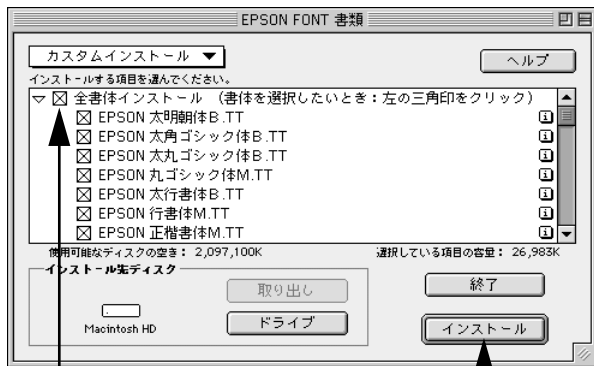 EPSON FONT 書類
カスタムインストール ▼
ヘルプ
インストールする項目を選んでください。
全書体インストール （書体を選択したいとき：左の三角印をクリック）
EPSON 太明朝体B.TT
EPSON 太角ゴシック体B.TT
EPSON 太丸ゴシック体B.TT
EPSON 丸ゴシック体M.TT
EPSON 太行書体B.TT
EPSON 行書体M.TT
EPSON 正楷書体M.TT
使用可能なディスクの空き： 2,097,100K 選択している項目の容量： 26,983K
インストール先ディスク
取り出し
終了
Macintosh HD
ドライブ
インストール